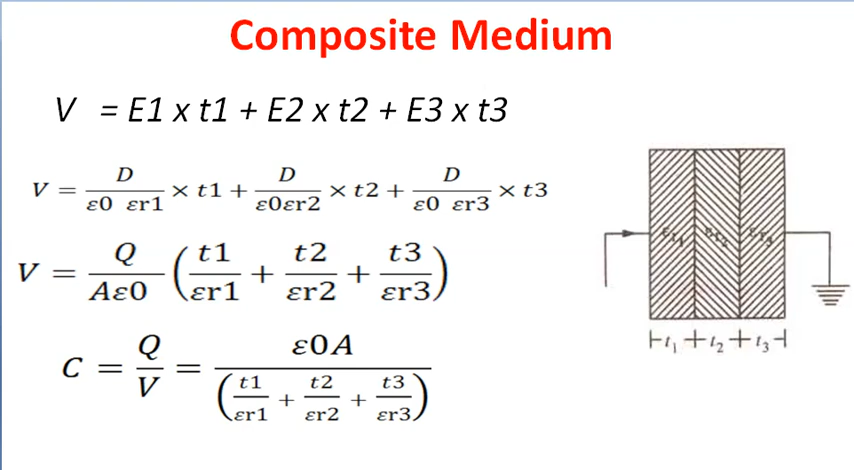 Composite Medium
V = E1 x t1 + E2 x t2 + E3 x t3
V = D/(ε0 εr1) × t1 + D/(ε0εr2) × t2 + D/(ε0 εr3) × t3
V = Q/(Aε0) (t1/εr1 + t2/εr2 + t3/εr3)
C = Q/V = ε0A/(t1/εr1 + t2/εr2 + t3/εr3)
εr1 εr2 εr3
t1 t2 t3